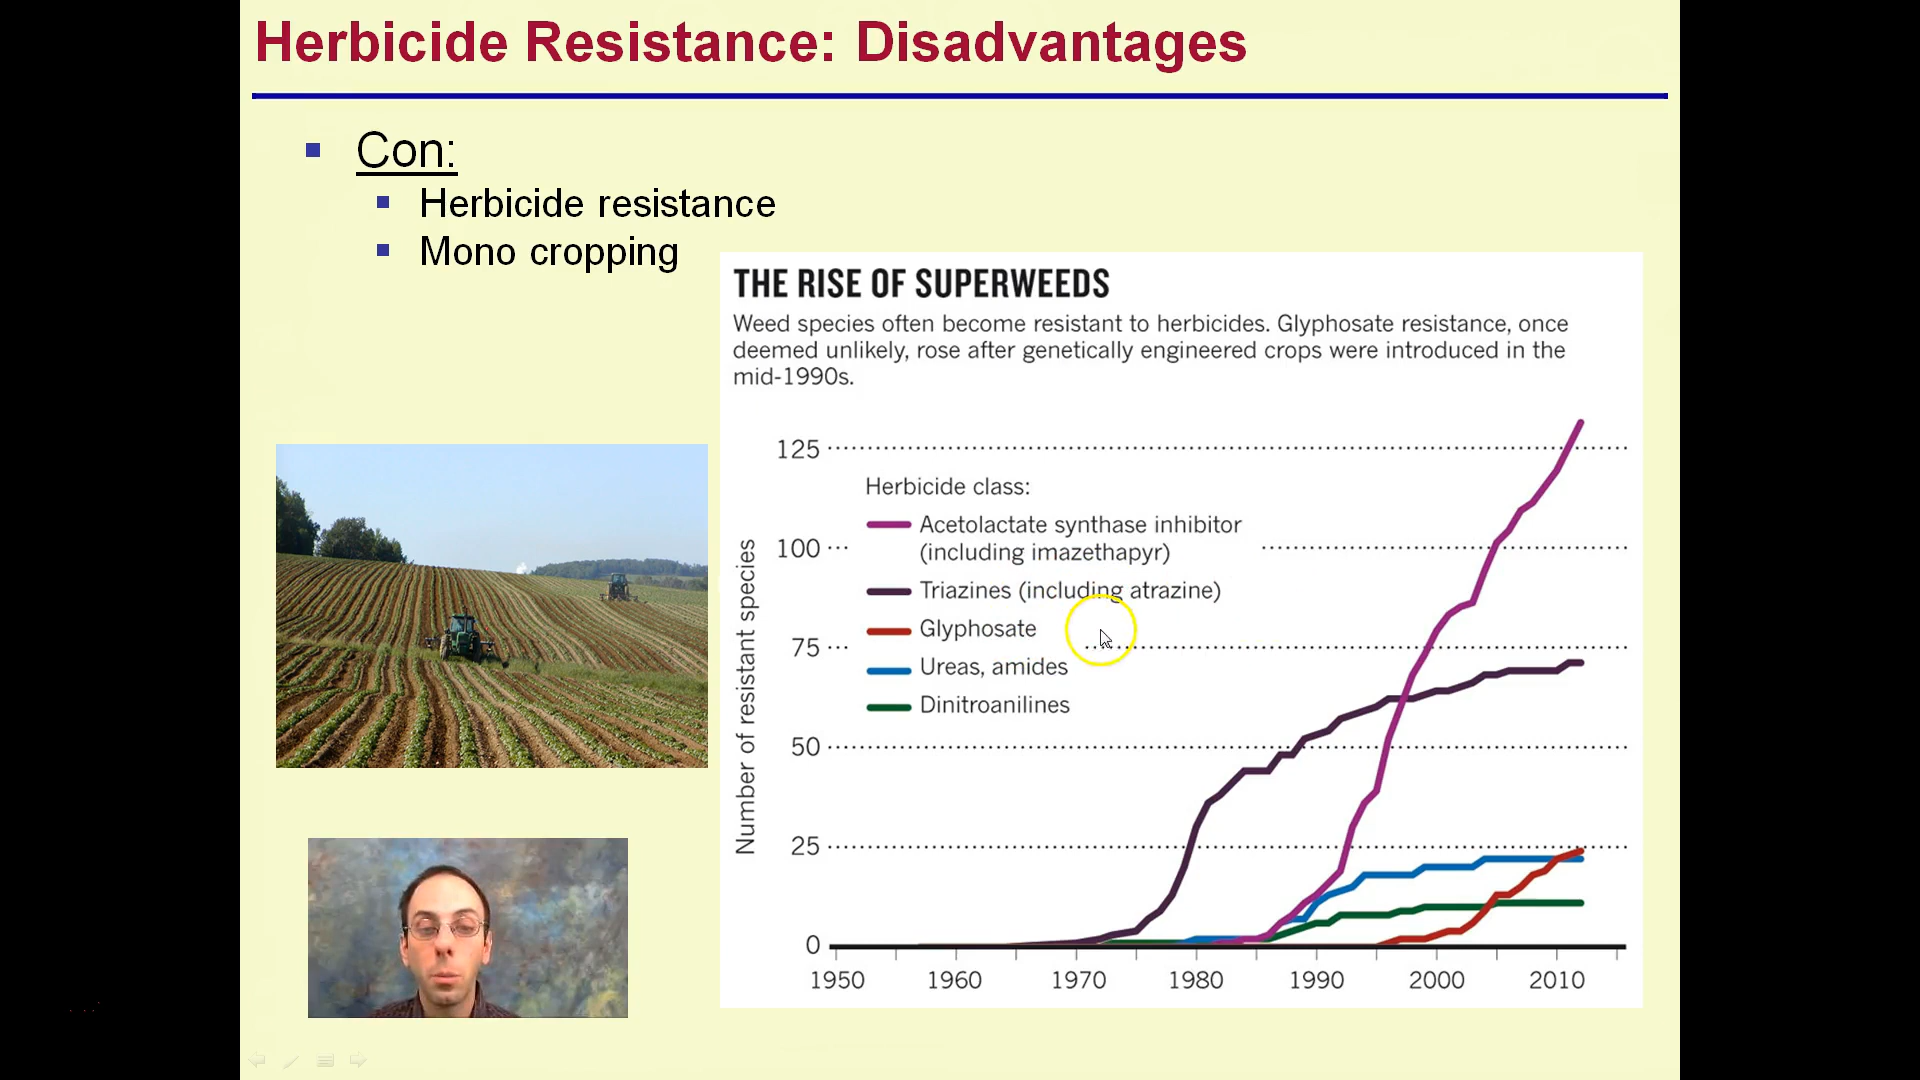 Herbicide Resistance: Disadvantages
Con:
Herbicide resistance
Mono cropping
THE RISE OF SUPERWEEDS
Weed species often become resistant to herbicides. Glyphosate resistance, once
deemed unlikely, rose after genetically engineered crops were introduced in the
mid-1990s.
Number of resistant species
125
100
75
50
25
0
Herbicide class:
Acetolactate synthase inhibitor
(including imazethapyr)
Triazines (including atrazine)
Glyphosate
Ureas, amides
Dinitroanilines
1950 1960 1970 1980 1990 2000 2010